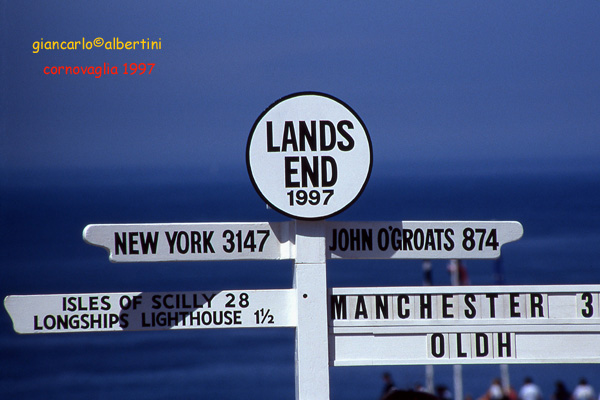 giancarlo©albertini
cornovaglia 1997
LANDS
END
1997
NEW YORK 3147
JOHN O'GROATS 874
ISLES OF SCILLY 28
LONGSHIPS LIGHTHOUSE 1½
MANCHESTER 3
OLDH